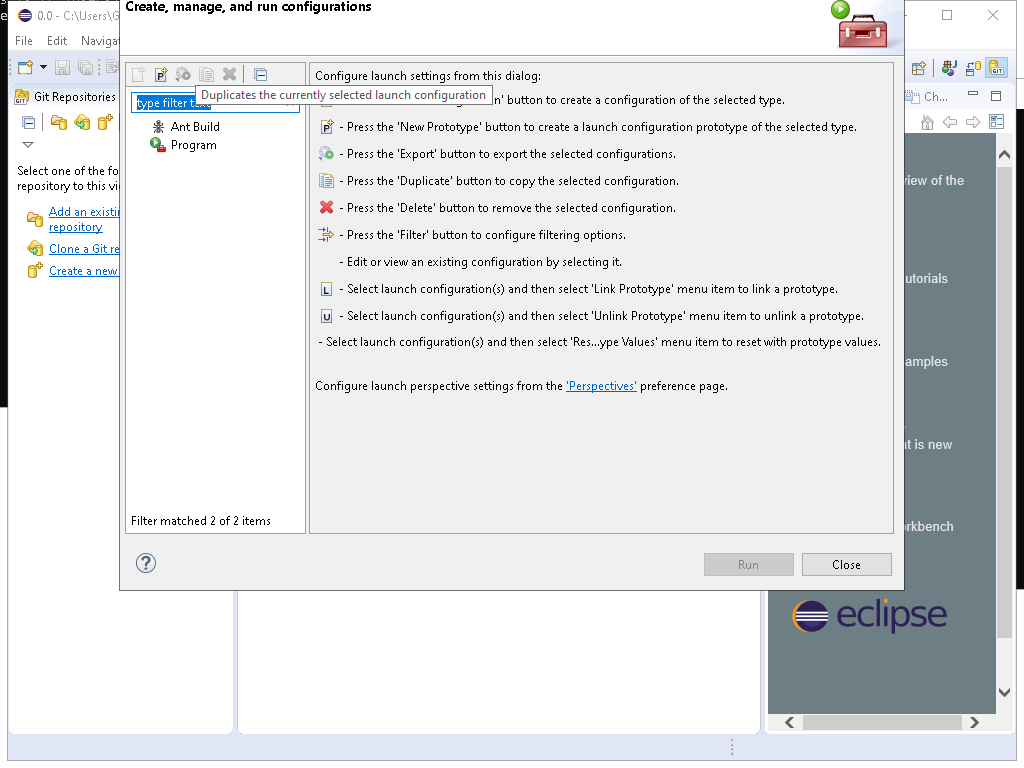 Create, manage, and run configurations
0.0 - C:\Users\G
File Edit Naviga
Configure launch settings from this dialog:
Git Repositories
Duplicates the currently selected launch configuration
n' button to create a configuration of the selected type.
Ch...
type filter tex
Ant Build
Program
- Press the 'New Prototype' button to create a launch configuration prototype of the selected type.
- Press the 'Export' button to export the selected configurations.
- Press the 'Duplicate' button to copy the selected configuration.
- Press the 'Delete' button to remove the selected configuration.
- Press the 'Filter' button to configure filtering options.
- Edit or view an existing configuration by selecting it.
L - Select launch configuration(s) and then select 'Link Prototype' menu item to link a prototype.
U - Select launch configuration(s) and then select 'Unlink Prototype' menu item to unlink a prototype.
- Select launch configuration(s) and then select 'Res...ype Values' menu item to reset with prototype values.
Configure launch perspective settings from the 'Perspectives' preference page.
Select one of the fo
repository to this vi
Add an existi
repository
Clone a Git re
Create a new
view of the
utorials
amples
at is new
rkbench
Filter matched 2 of 2 items
Run
Close
eclipse